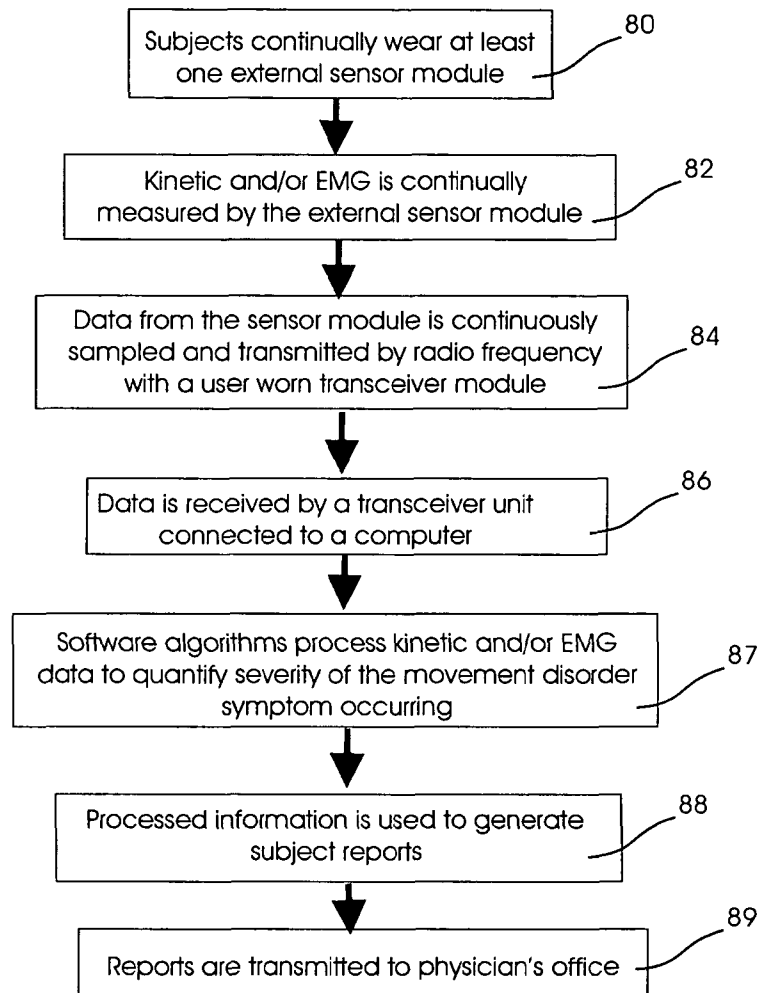 Subjects continually wear at least
one external sensor module
80
Kinetic and/or EMG is continually
measured by the external sensor module
82
Data from the sensor module is continuously
sampled and transmitted by radio frequency
with a user worn transceiver module
84
Data is received by a transceiver unit
connected to a computer
86
Software algorithms process kinetic and/or EMG
data to quantify severity of the movement disorder
symptom occurring
87
Processed information is used to generate
subject reports
88
Reports are transmitted to physician's office
89